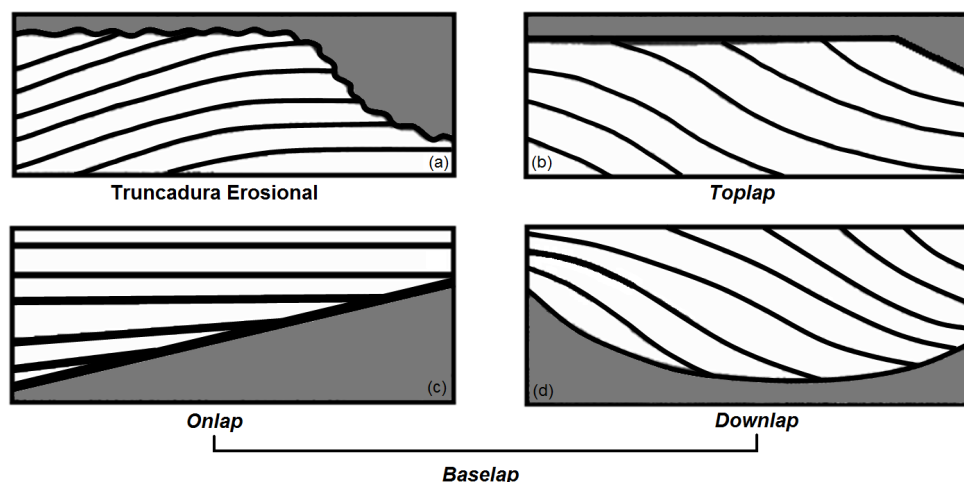 (a)
(b)
Truncadura Erosional
Toplap
(c)
(d)
Onlap
Downlap
Baselap